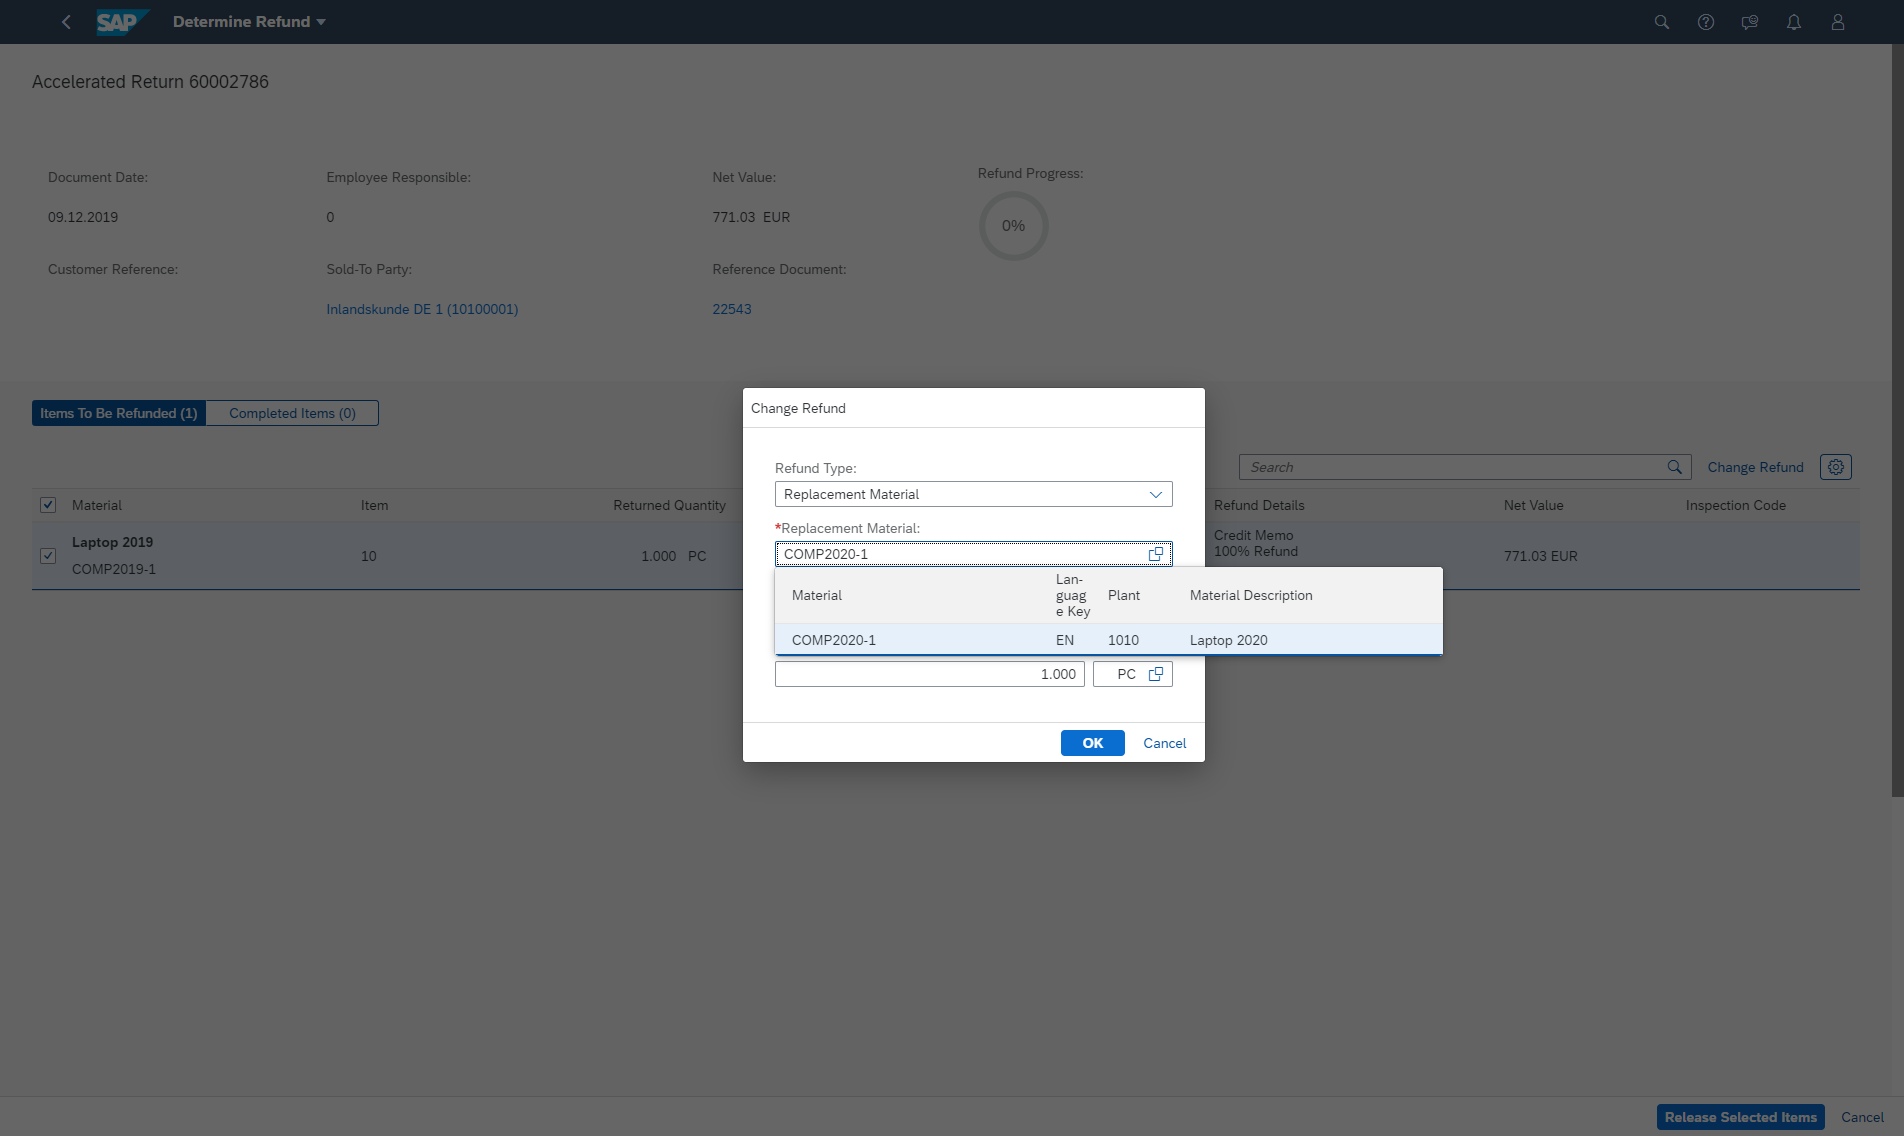 SAP Determine Refund
Accelerated Return 60002786
Document Date: Employee Responsible: Net Value: Refund Progress:
09.12.2019 0 771.03 EUR 0%
Customer Reference: Sold-To Party: Reference Document:
Inlandskunde DE 1 (10100001) 22543
Items To Be Refunded (1) Completed Items (0)
Search Change Refund
Material Item Returned Quantity Refund Details Net Value Inspection Code
Laptop 2019
COMP2019-1
10 1.000 PC
Credit Memo
100% Refund
771.03 EUR
Change Refund
Refund Type:
Replacement Material
*Replacement Material:
COMP2020-1
Material
Lan-
guag
e Key
Plant Material Description
COMP2020-1 EN 1010 Laptop 2020
1.000 PC
OK Cancel
Release Selected Items Cancel